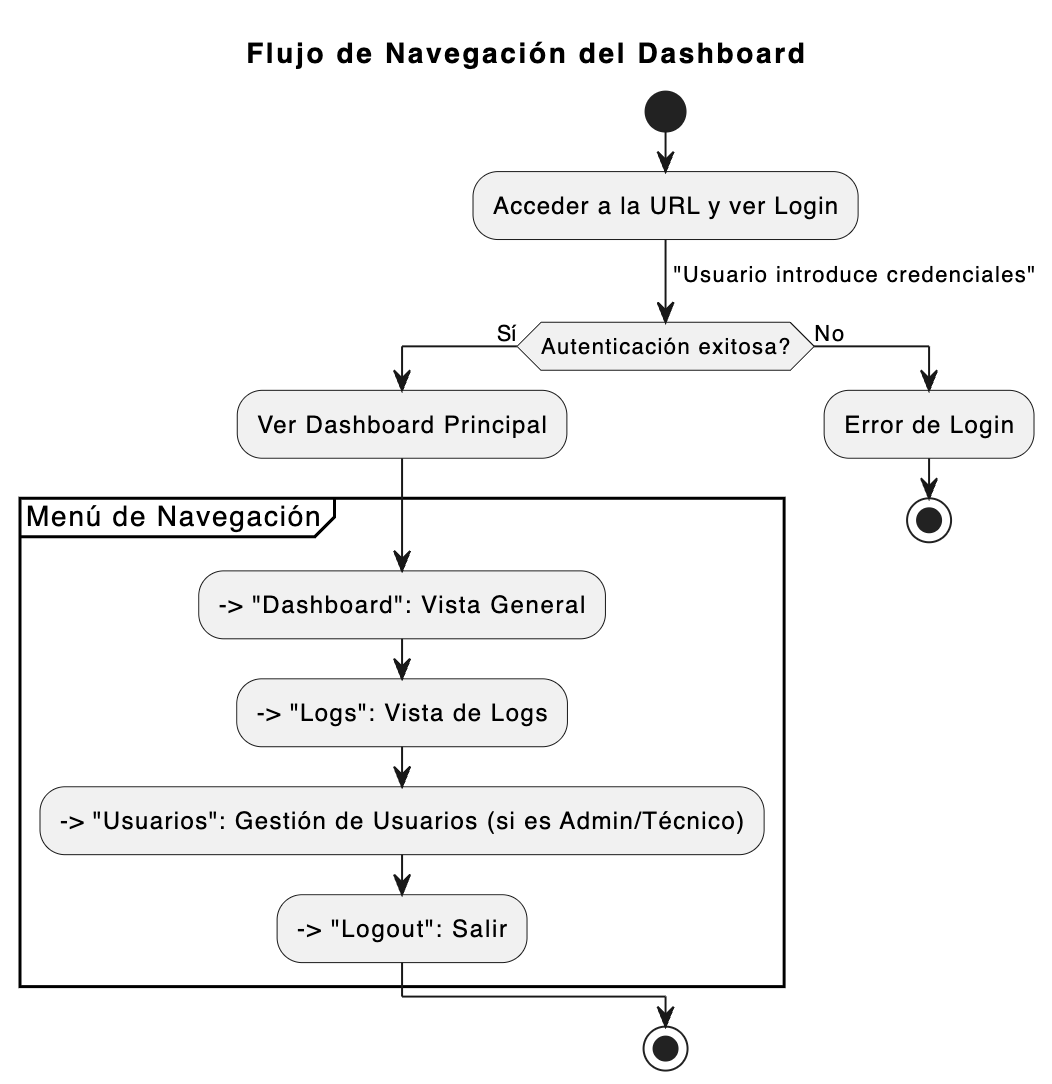 Flujo de Navegación del Dashboard
Acceder a la URL y ver Login
"Usuario introduce credenciales"
Sí
Autenticación exitosa?
No
Ver Dashboard Principal
Error de Login
Menú de Navegación
-> "Dashboard": Vista General
-> "Logs": Vista de Logs
-> "Usuarios": Gestión de Usuarios (si es Admin/Técnico)
-> "Logout": Salir